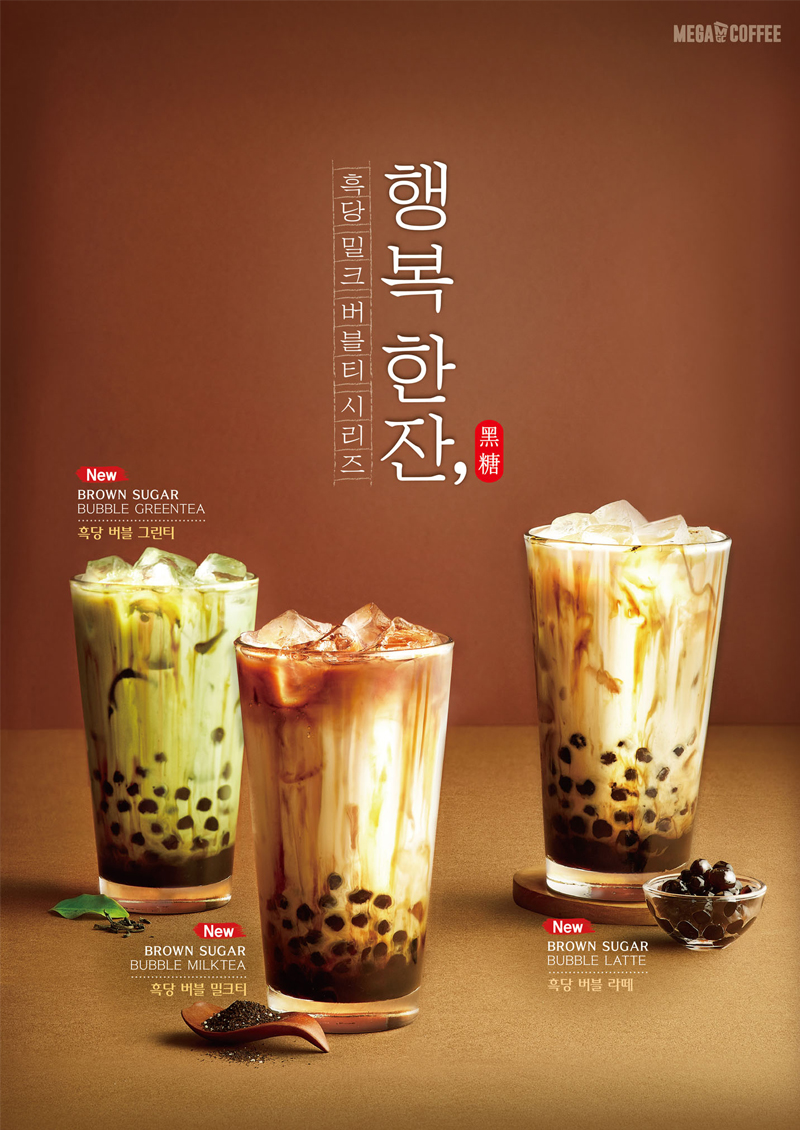 MEGA MGC COFFEE
행복 한잔,
黑糖
흑당 밀크 버블티 시리즈
New
BROWN SUGAR
BUBBLE GREENTEA
흑당 버블 그린티
New
BROWN SUGAR
BUBBLE MILKTEA
흑당 버블 밀크티
New
BROWN SUGAR
BUBBLE LATTE
흑당 버블 라떼